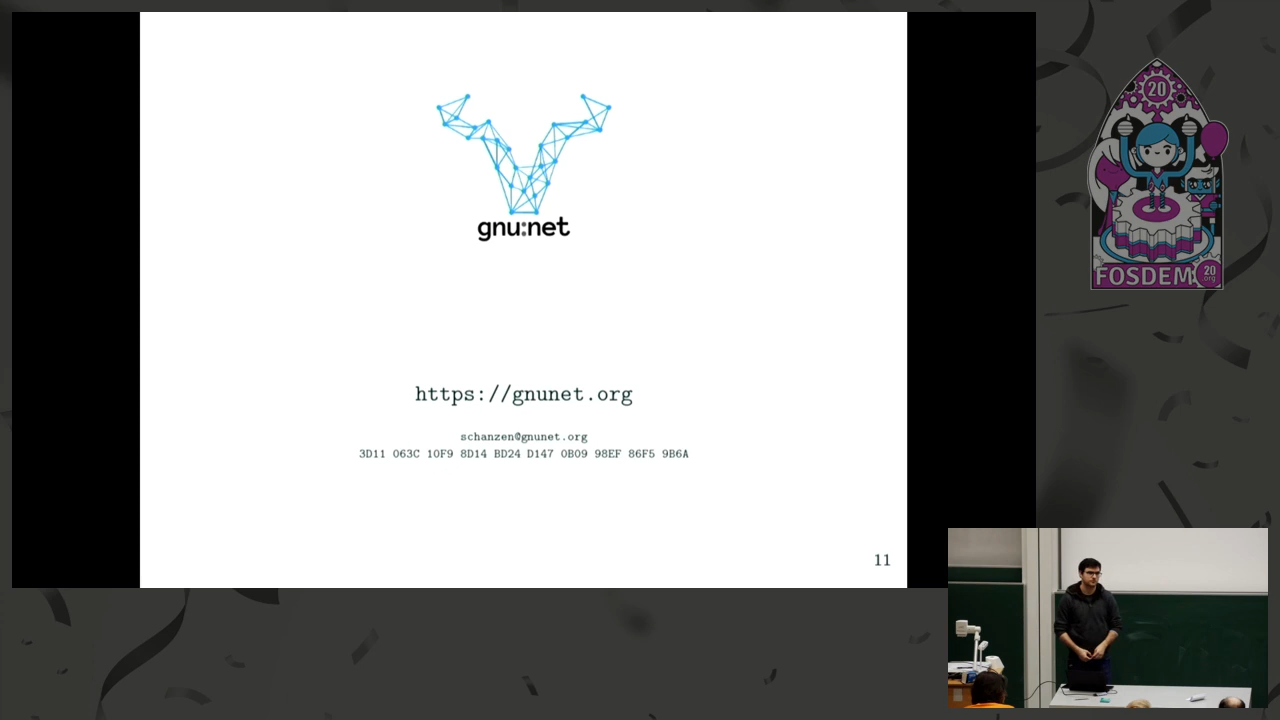 gnu:net
https://gnunet.org
schanzen@gnunet.org
3D11 063C 10F9 8D14 BD24 D147 0B09 98EF 86F5 9B6A
11
20
FOSDEM
20
.org